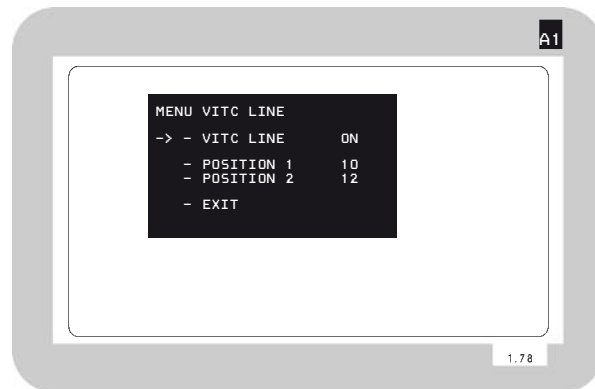 A1
MENU VITC LINE
-> - VITC LINE ON
- POSITION 1 10
- POSITION 2 12
- EXIT
1.78